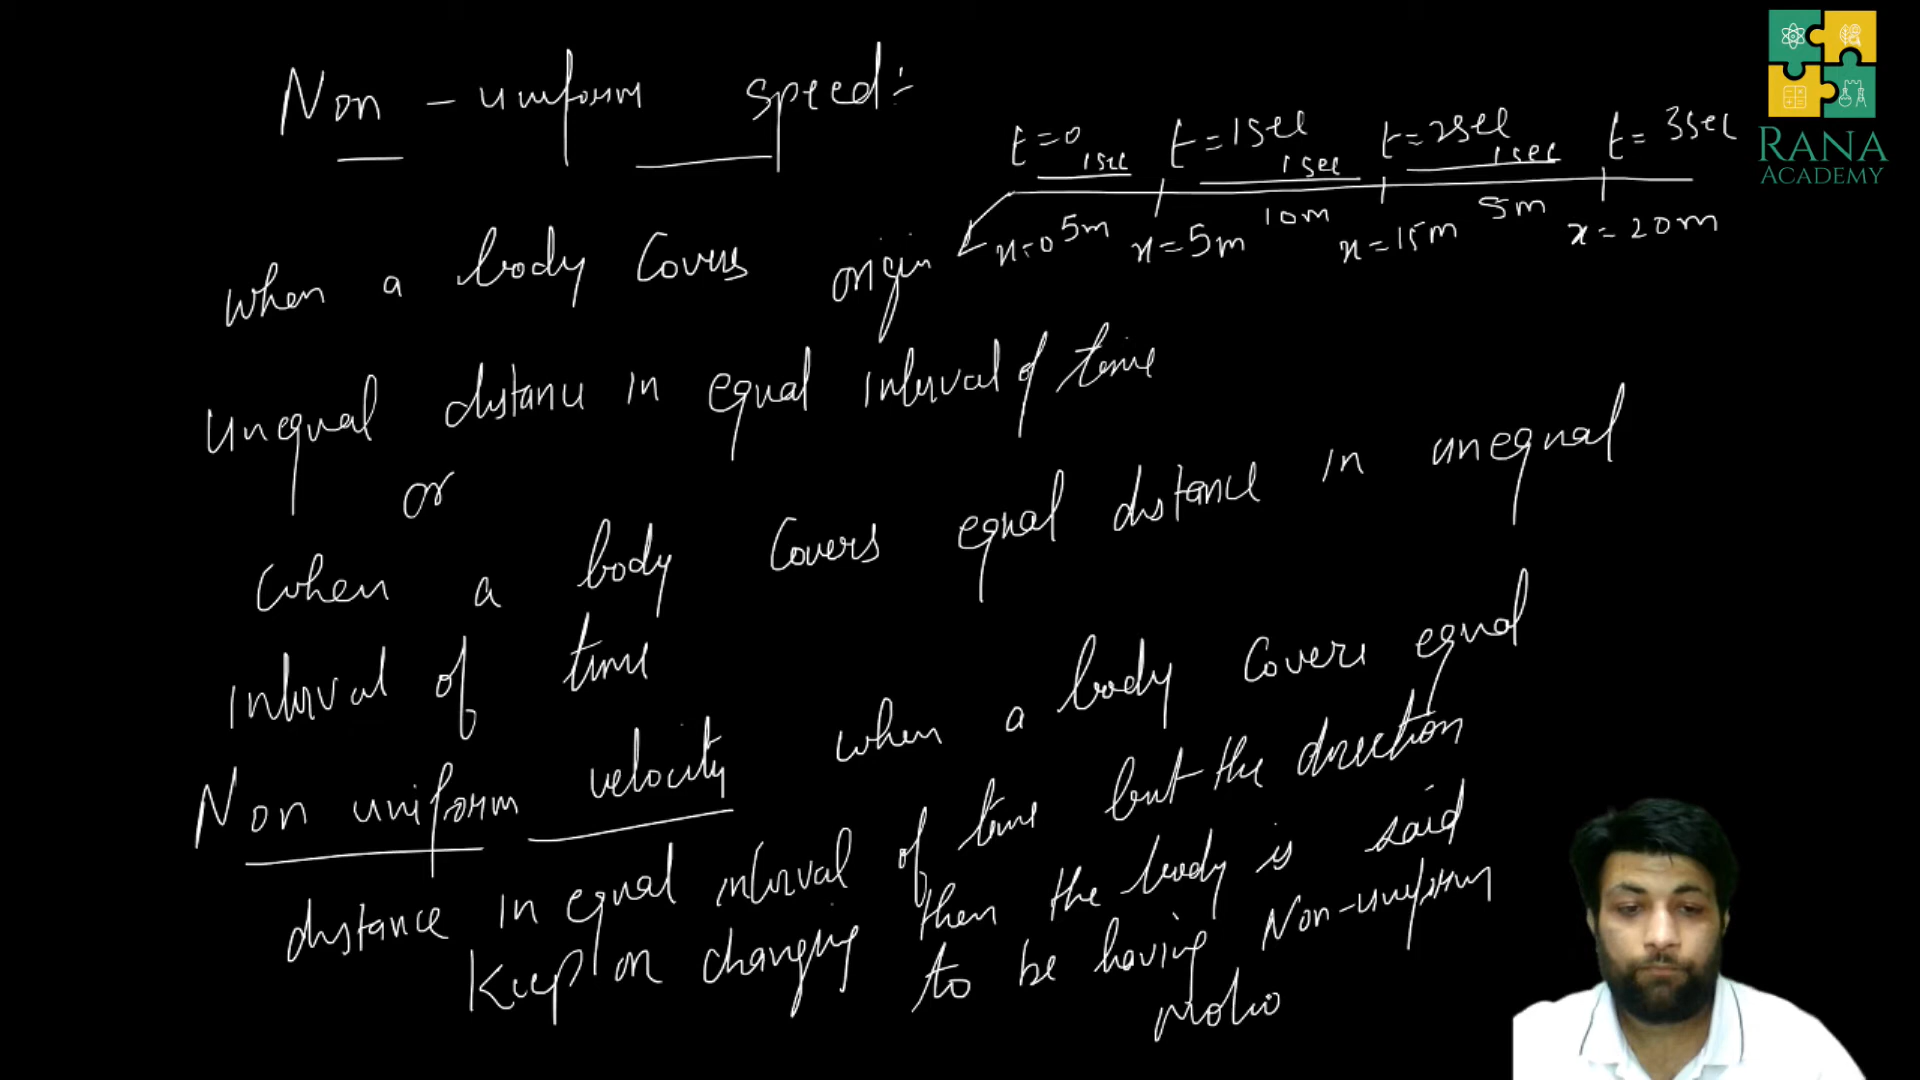 Non-uniform speed:-
t=0 t=1sec t=2sec t=3sec
1sec 1sec 1sec
5m 10m 5m
x=0 x=5m x=15m x=20m
origin
when a body covers
unequal distance in equal interval of time
or
when a body covers equal distance in unequal
interval of time
Non uniform velocity when a body covers equal
distance in equal interval of time but the direction
keep on changing then the body is said
to be having Non-uniform
motio
RANA
ACADEMY